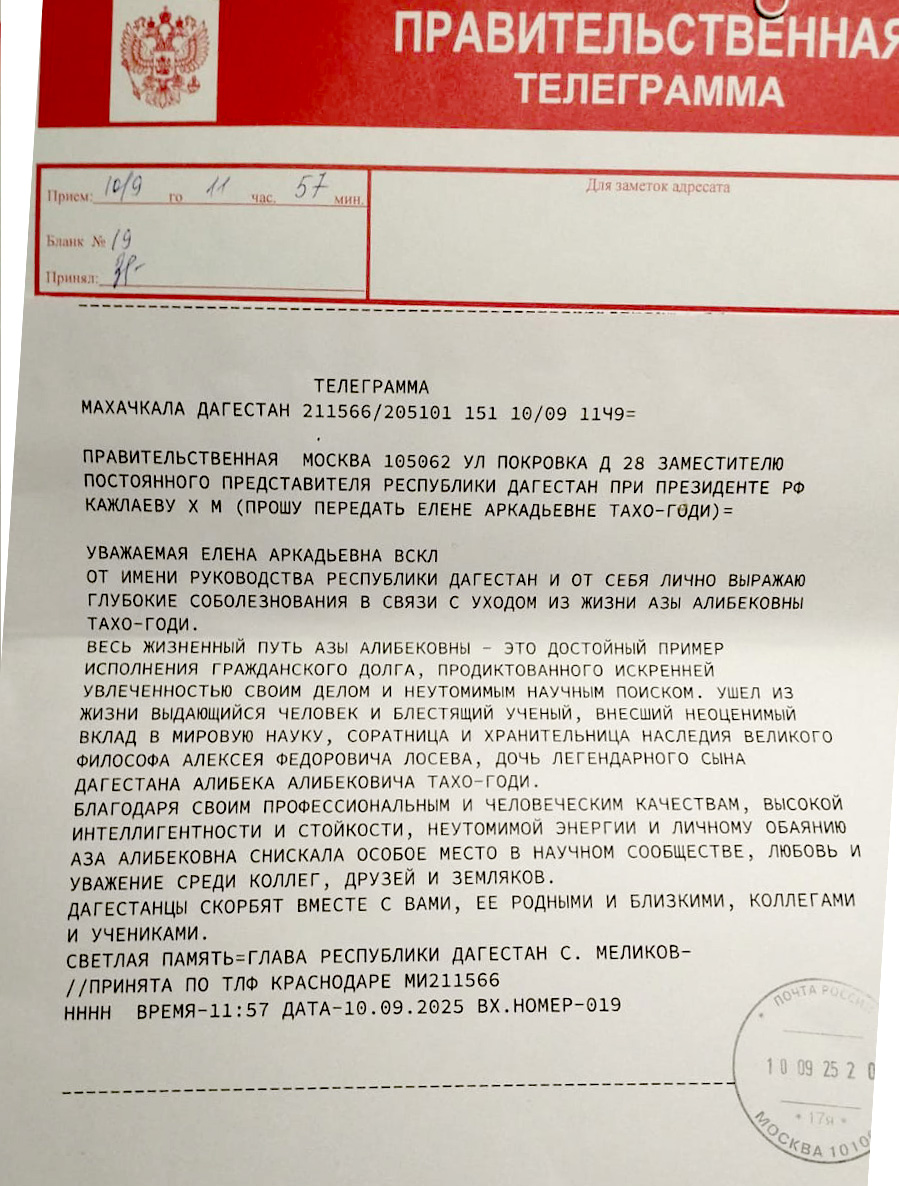 ПРАВИТЕЛЬСТВЕННАЯ
ТЕЛЕГРАММА
Прием: 10/9 го 11 час. 57 мин.
Бланк № 19
Принял:
Для заметок адресата
ТЕЛЕГРАММА
МАХАЧКАЛА ДАГЕСТАН 211566/205101 151 10/09 1149=
ПРАВИТЕЛЬСТВЕННАЯ МОСКВА 105062 УЛ ПОКРОВКА Д 28 ЗАМЕСТИТЕЛЮ
ПОСТОЯННОГО ПРЕДСТАВИТЕЛЯ РЕСПУБЛИКИ ДАГЕСТАН ПРИ ПРЕЗИДЕНТЕ РФ
КАЖЛАЕВУ Х М (ПРОШУ ПЕРЕДАТЬ ЕЛЕНЕ АРКАДЬЕВНЕ ТАХО-ГОДИ)=
УВАЖАЕМАЯ ЕЛЕНА АРКАДЬЕВНА ВСКЛ
ОТ ИМЕНИ РУКОВОДСТВА РЕСПУБЛИКИ ДАГЕСТАН И ОТ СЕБЯ ЛИЧНО ВЫРАЖАЮ
ГЛУБОКИЕ СОБОЛЕЗНОВАНИЯ В СВЯЗИ С УХОДОМ ИЗ ЖИЗНИ АЗЫ АЛИБЕКОВНЫ
ТАХО-ГОДИ.
ВЕСЬ ЖИЗНЕННЫЙ ПУТЬ АЗЫ АЛИБЕКОВНЫ – ЭТО ДОСТОЙНЫЙ ПРИМЕР
ИСПОЛНЕНИЯ ГРАЖДАНСКОГО ДОЛГА, ПРОДИКТОВАННОГО ИСКРЕННЕЙ
УВЛЕЧЕННОСТЬЮ СВОИМ ДЕЛОМ И НЕУТОМИМЫМ НАУЧНЫМ ПОИСКОМ. УШЕЛ ИЗ
ЖИЗНИ ВЫДАЮЩИЙСЯ ЧЕЛОВЕК И БЛЕСТЯЩИЙ УЧЕНЫЙ, ВНЕСШИЙ НЕОЦЕНИМЫЙ
ВКЛАД В МИРОВУЮ НАУКУ, СОРАТНИЦА И ХРАНИТЕЛЬНИЦА НАСЛЕДИЯ ВЕЛИКОГО
ФИЛОСОФА АЛЕКСЕЯ ФЕДОРОВИЧА ЛОСЕВА, ДОЧЬ ЛЕГЕНДАРНОГО СЫНА
ДАГЕСТАНА АЛИБЕКА АЛИБЕКОВИЧА ТАХО-ГОДИ.
БЛАГОДАРЯ СВОИМ ПРОФЕССИОНАЛЬНЫМ И ЧЕЛОВЕЧЕСКИМ КАЧЕСТВАМ, ВЫСОКОЙ
ИНТЕЛЛИГЕНТНОСТИ И СТОЙКОСТИ, НЕУТОМИМОЙ ЭНЕРГИИ И ЛИЧНОМУ ОБАЯНИЮ
АЗА АЛИБЕКОВНА СНИСКАЛА ОСОБОЕ МЕСТО В НАУЧНОМ СООБЩЕСТВЕ, ЛЮБОВЬ И
УВАЖЕНИЕ СРЕДИ КОЛЛЕГ, ДРУЗЕЙ И ЗЕМЛЯКОВ.
ДАГЕСТАНЦЫ СКОРБЯТ ВМЕСТЕ С ВАМИ, ЕЕ РОДНЫМИ И БЛИЗКИМИ, КОЛЛЕГАМИ
И УЧЕНИКАМИ.
СВЕТЛАЯ ПАМЯТЬ=ГЛАВА РЕСПУБЛИКИ ДАГЕСТАН С. МЕЛИКОВ-
//ПРИНЯТА ПО ТЛФ КРАСНОДАРЕ МИ211566
НННН ВРЕМЯ-11:57 ДАТА-10.09.2025 ВХ.НОМЕР-019
ПОЧТА РОССИИ
10 09 25 2
17я
МОСКВА